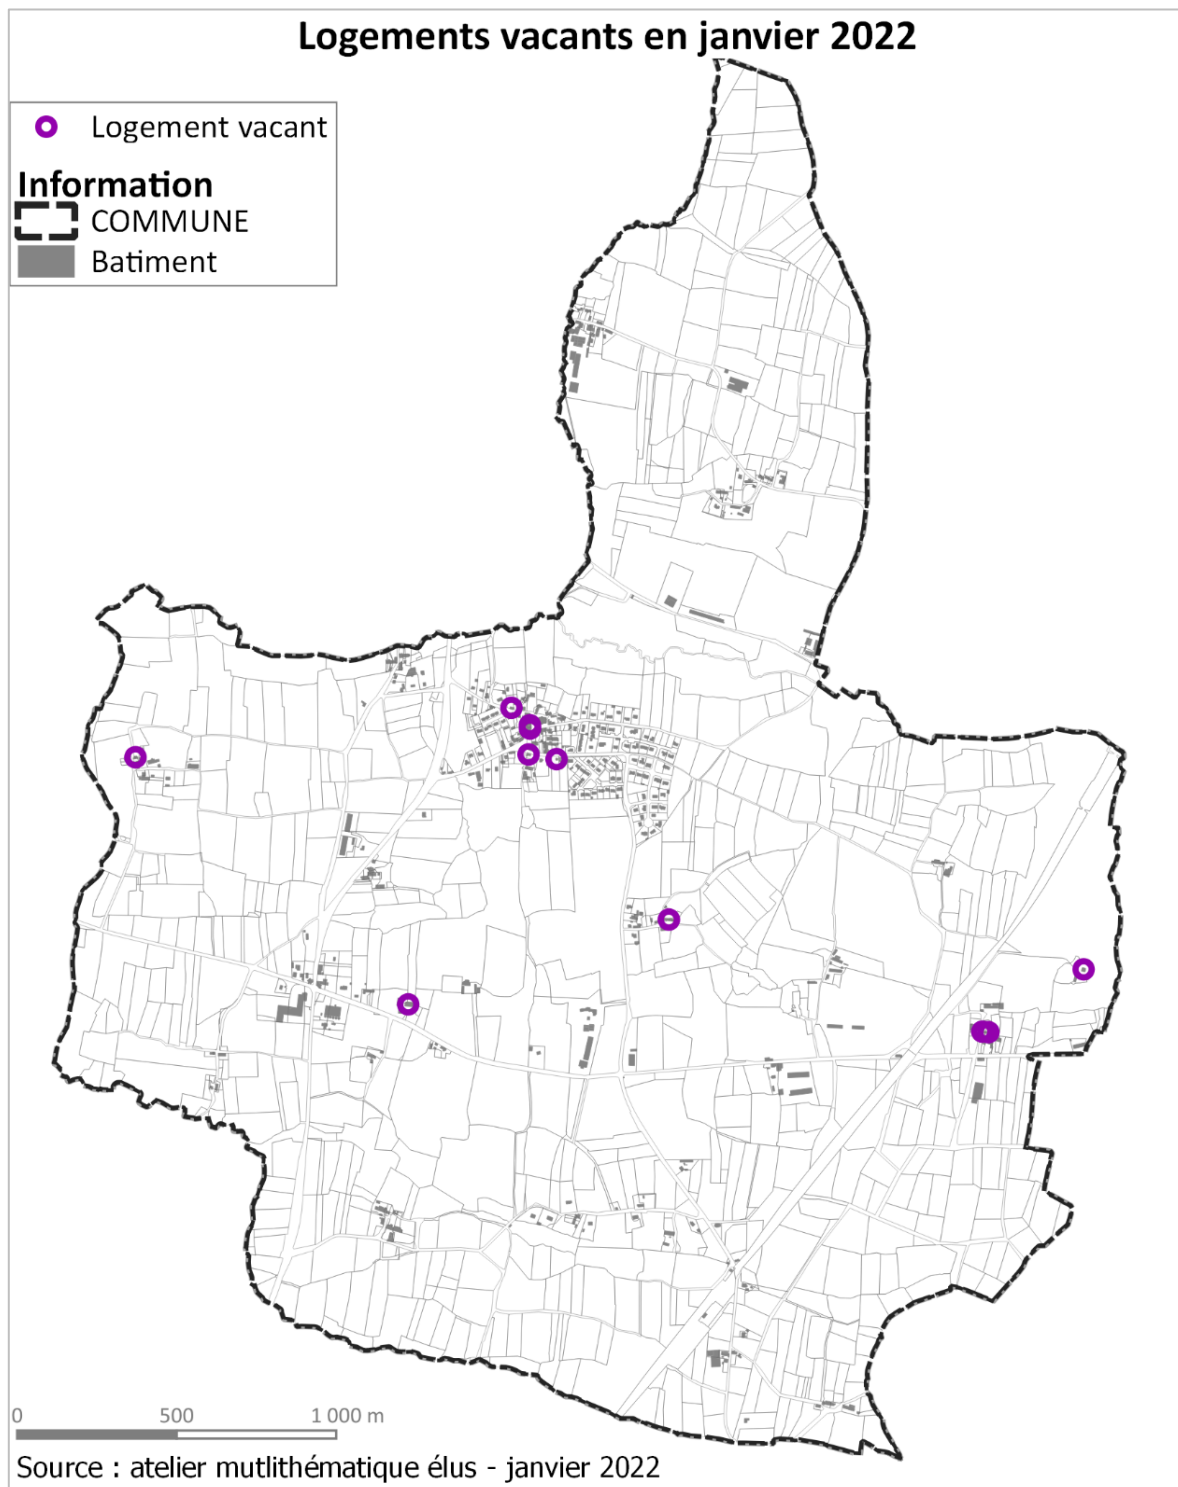 Logements vacants en janvier 2022
Logement vacant
Information
COMMUNE
Batiment
0 500 1 000 m
Source : atelier mutlithématique élus - janvier 2022